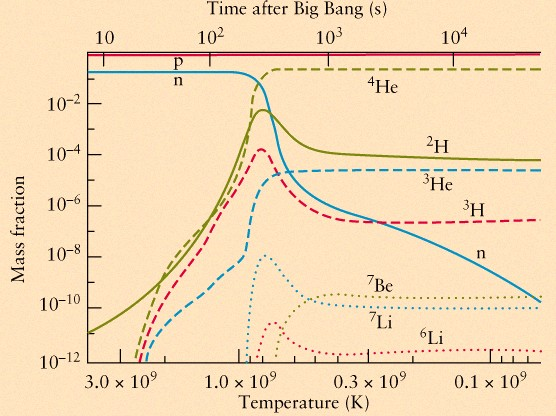 Time after Big Bang (s)
10 10² 10³ 10⁴
p
n
⁴He
10⁻²
²H
10⁻⁴
³He
10⁻⁶
³H
Mass fraction
n
10⁻⁸
⁷Be
10⁻¹⁰
⁷Li
⁶Li
10⁻¹²
3.0 × 10⁹ 1.0 × 10⁹ 0.3 × 10⁹ 0.1 × 10⁹
Temperature (K)